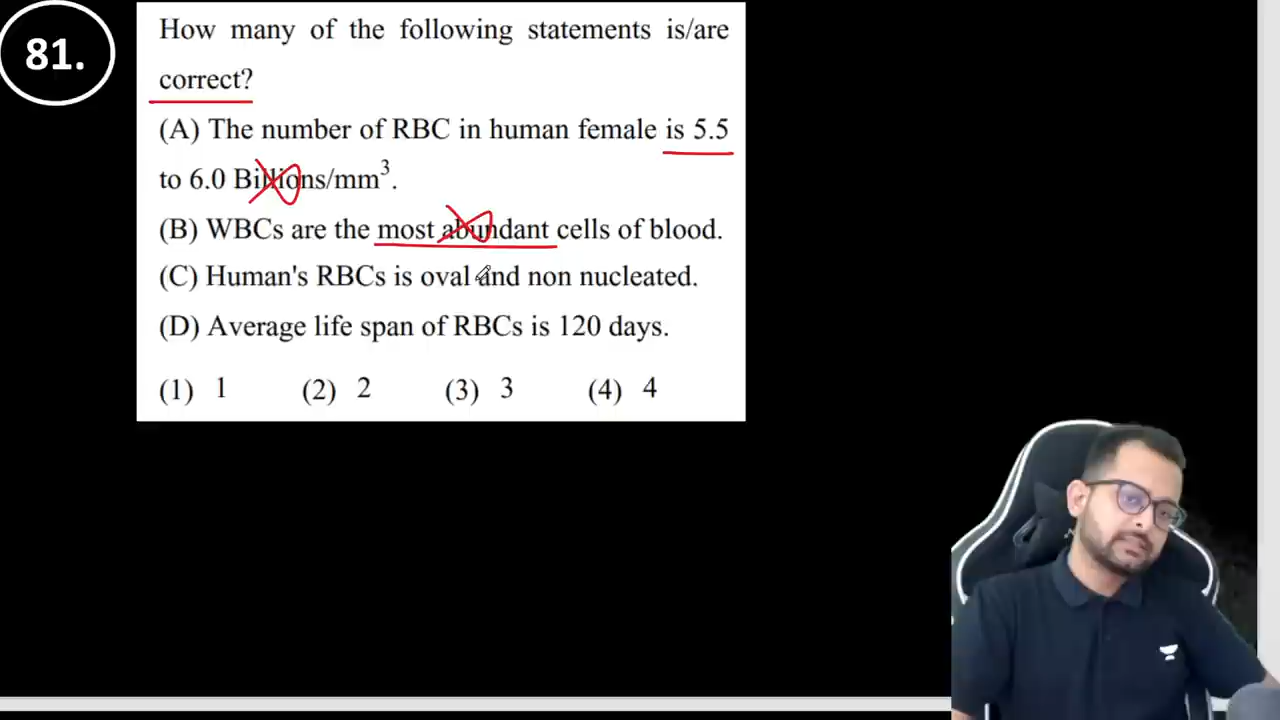 81.
How many of the following statements is/are
correct?
(A) The number of RBC in human female is 5.5
to 6.0 Billions/mm³.
(B) WBCs are the most abundant cells of blood.
(C) Human's RBCs is oval and non nucleated.
(D) Average life span of RBCs is 120 days.
(1) 1 (2) 2 (3) 3 (4) 4